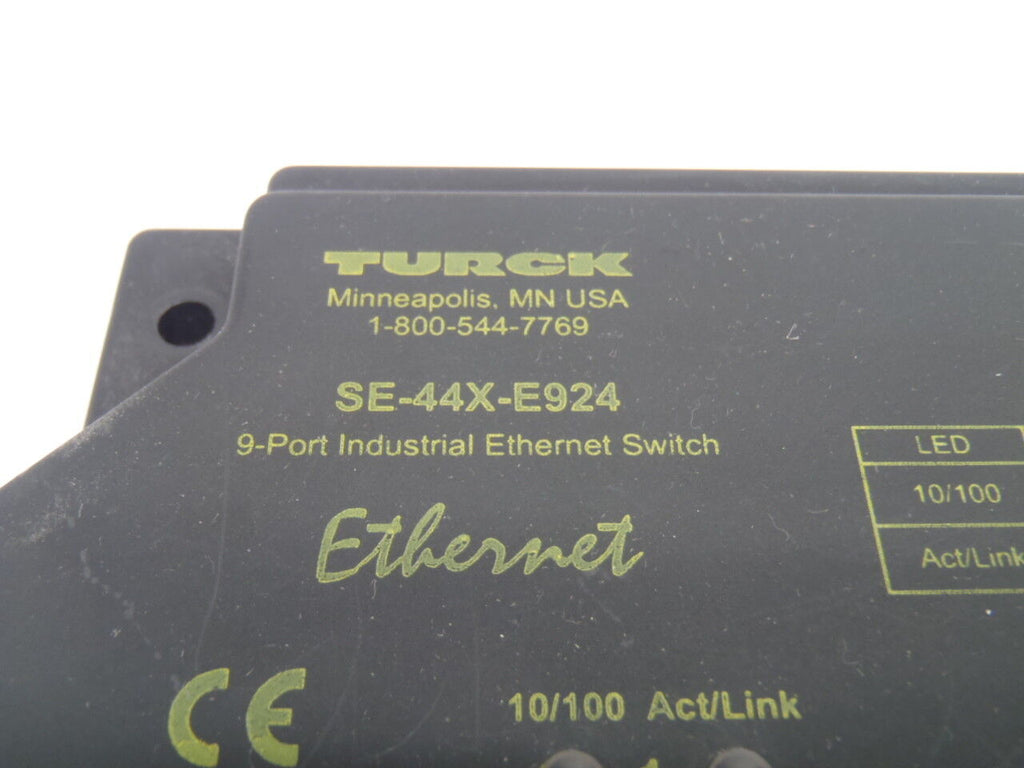 TURCK
Minneapolis, MN USA
1-800-544-7769
SE-44X-E924
9-Port Industrial Ethernet Switch
Ethernet
LED
10/100
Act/Link
CE
10/100 Act/Link